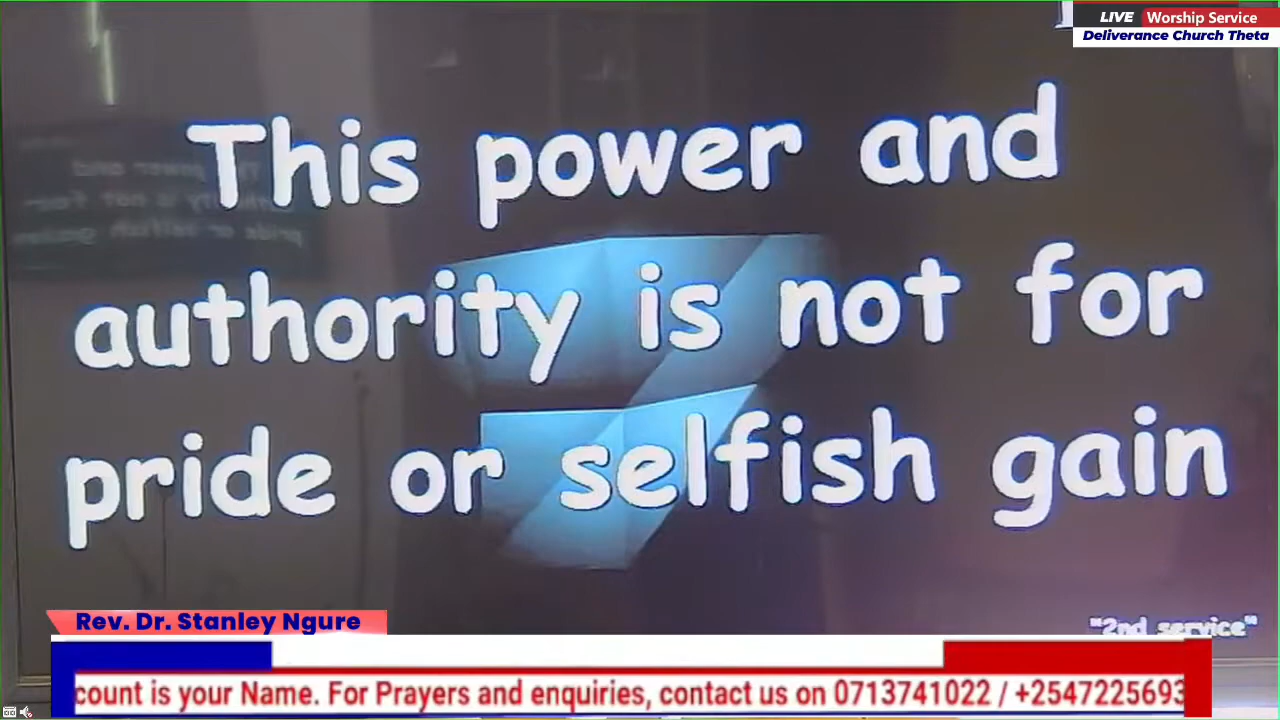 LIVE Worship Service
Deliverance Church Theta
This power and
authority is not for
pride or selfish gain
Rev. Dr. Stanley Ngure
"2nd service"
count is your Name. For Prayers and enquiries, contact us on 0713741022 / +2547225693